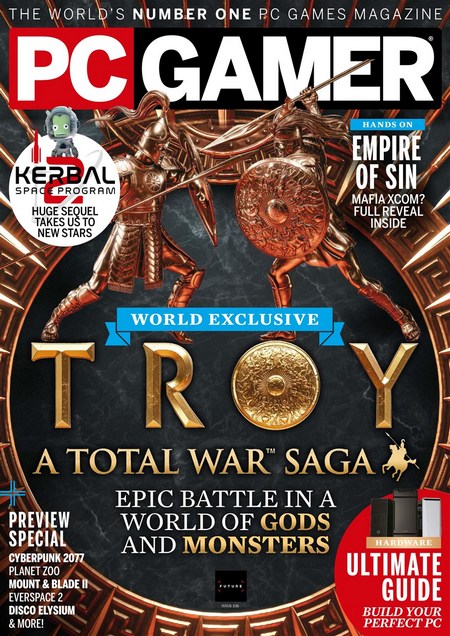 THE WORLD'S NUMBER ONE PC GAMES MAGAZINE
PC GAMER
KERBAL
2
SPACE PROGRAM
HUGE SEQUEL
TAKES US TO
NEW STARS
HANDS ON
EMPIRE
OF SIN
MAFIA XCOM?
FULL REVEAL
INSIDE
WORLD EXCLUSIVE
TROY
A TOTAL WAR™ SAGA
EPIC BATTLE IN A
WORLD OF GODS
AND MONSTERS
PREVIEW
SPECIAL
CYBERPUNK 2077
PLANET ZOO
MOUNT & BLADE II
EVERSPACE 2
DISCO ELYSIUM
& MORE!
FUTURE
HARDWARE
ULTIMATE
GUIDE
BUILD YOUR
PERFECT PC